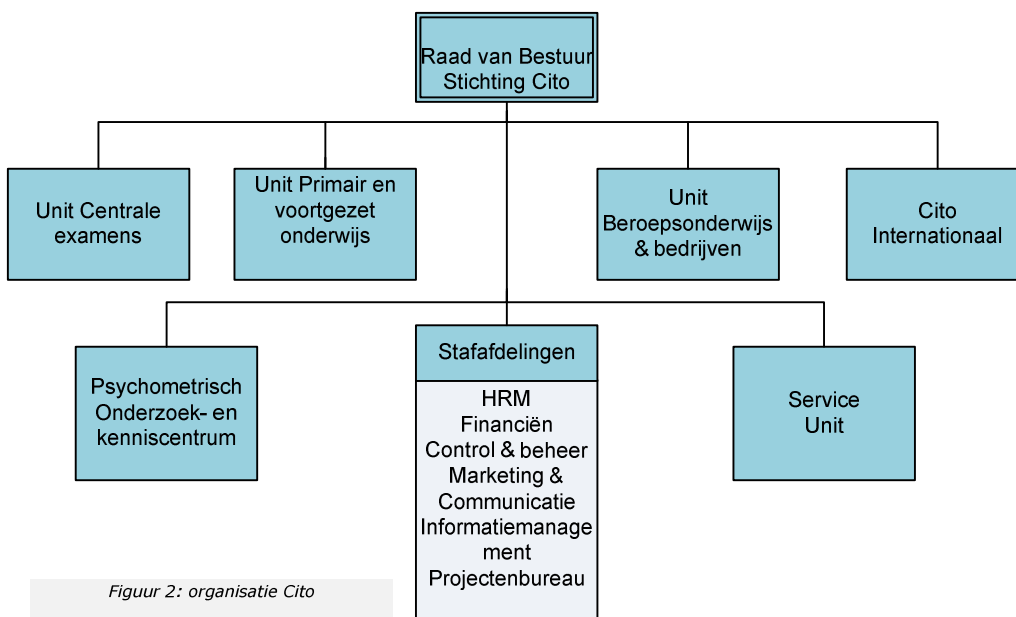 Raad van Bestuur
Stichting Cito
Unit Centrale
examens
Unit Primair en
voortgezet
onderwijs
Unit
Beroepsonderwijs
& bedrijven
Cito
Internationaal
Psychometrisch
Onderzoek- en
kenniscentrum
Stafafdelingen
HRM
Financiën
Control & beheer
Marketing &
Communicatie
Informatiemanage
ment
Projectenbureau
Service
Unit
Figuur 2: organisatie Cito